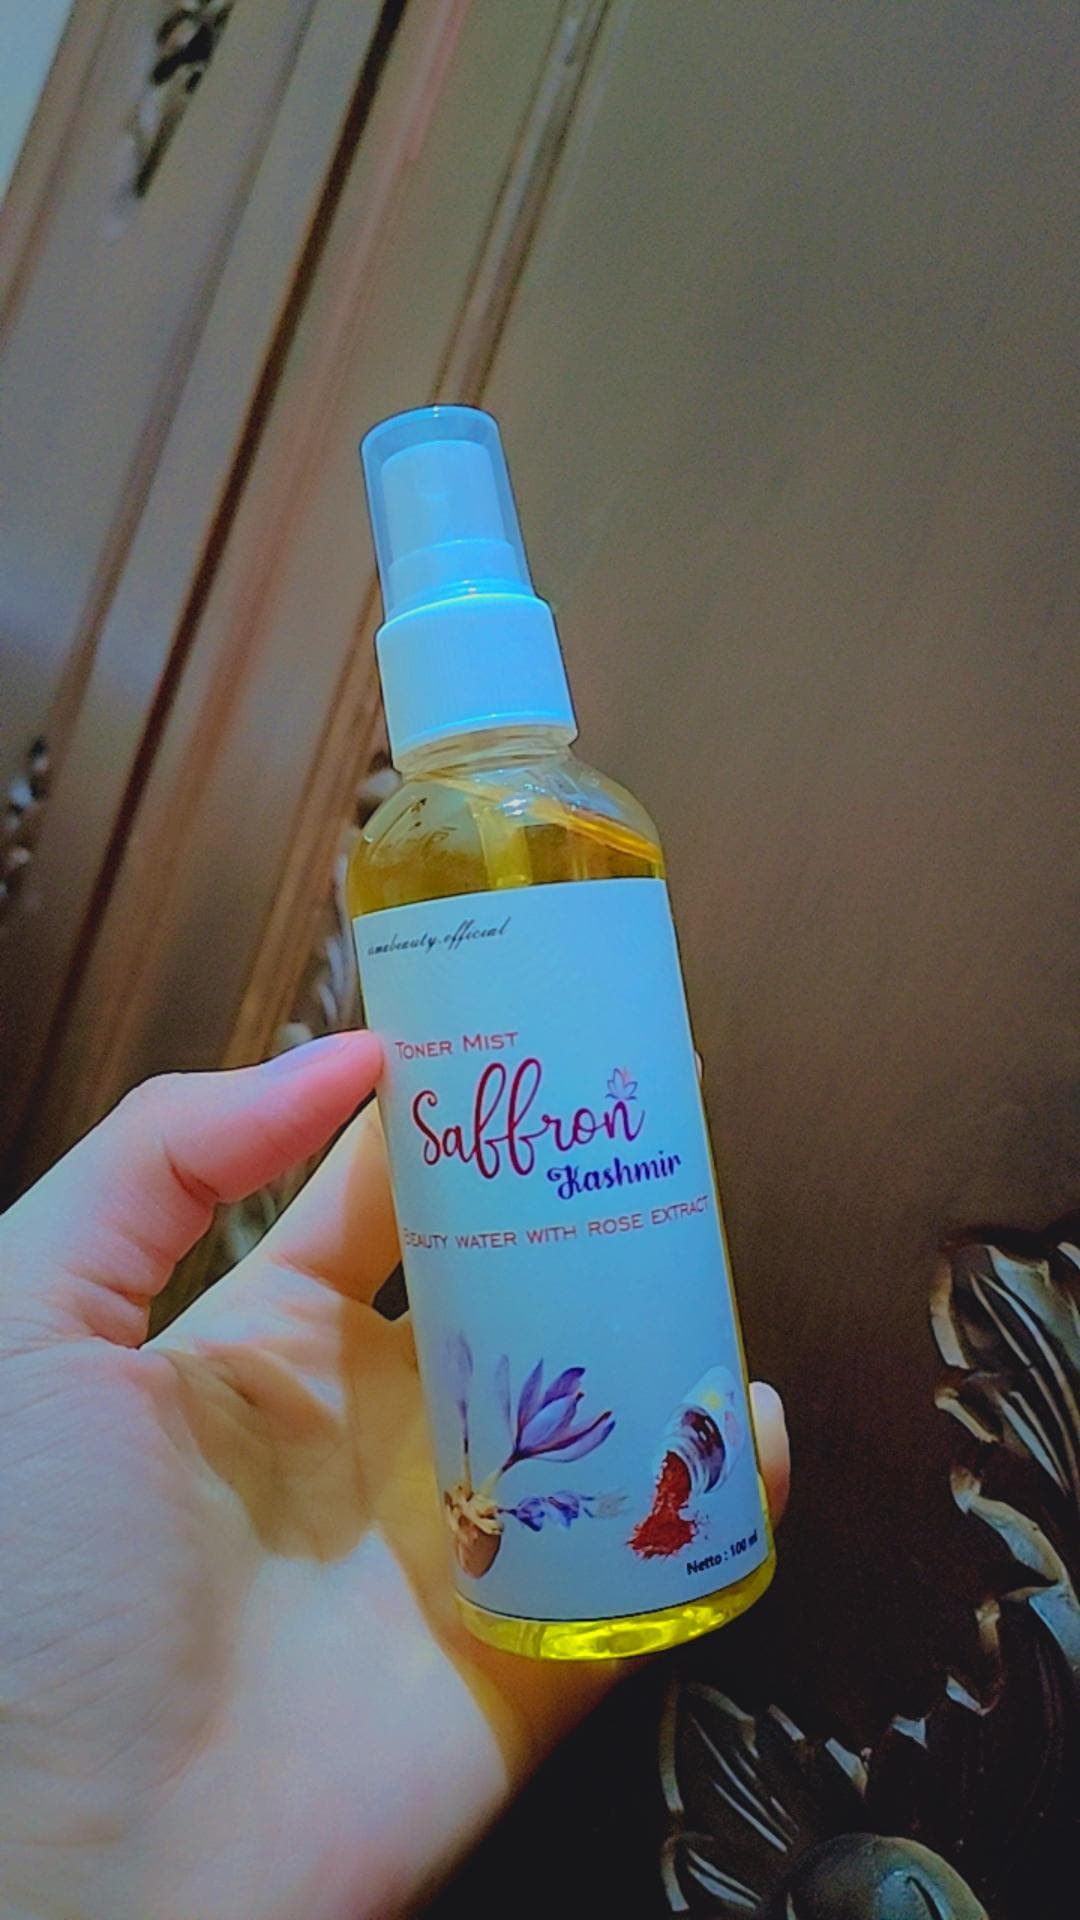 TONER MIST
Saffron
Kashmir
BEAUTY WATER WITH ROSE EXTRACT
Netto : 100 ml